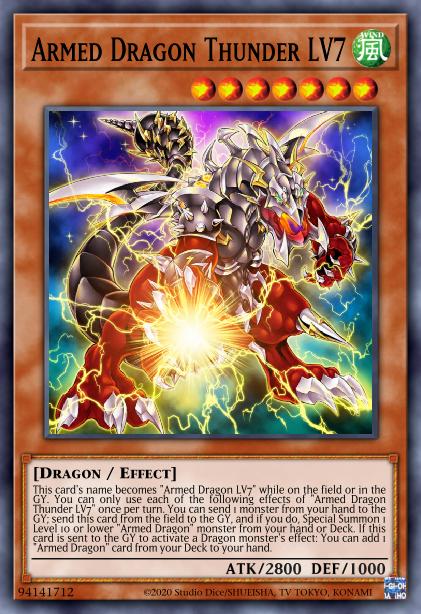 ARMED DRAGON THUNDER LV7
WIND
風
[DRAGON / EFFECT]
This card's name becomes "Armed Dragon LV7" while on the field or in the
GY. You can only use each of the following effects of "Armed Dragon
Thunder LV7" once per turn. You can send 1 monster from your hand to the
GY; send this card from the field to the GY, and if you do, Special Summon 1
Level 10 or lower "Armed Dragon" monster from your hand or Deck. If this
card is sent to the GY to activate a Dragon monster's effect: You can add 1
"Armed Dragon" card from your Deck to your hand.
ATK/2800 DEF/1000
94141712 ©2020 Studio Dice/SHUEISHA, TV TOKYO, KONAMI